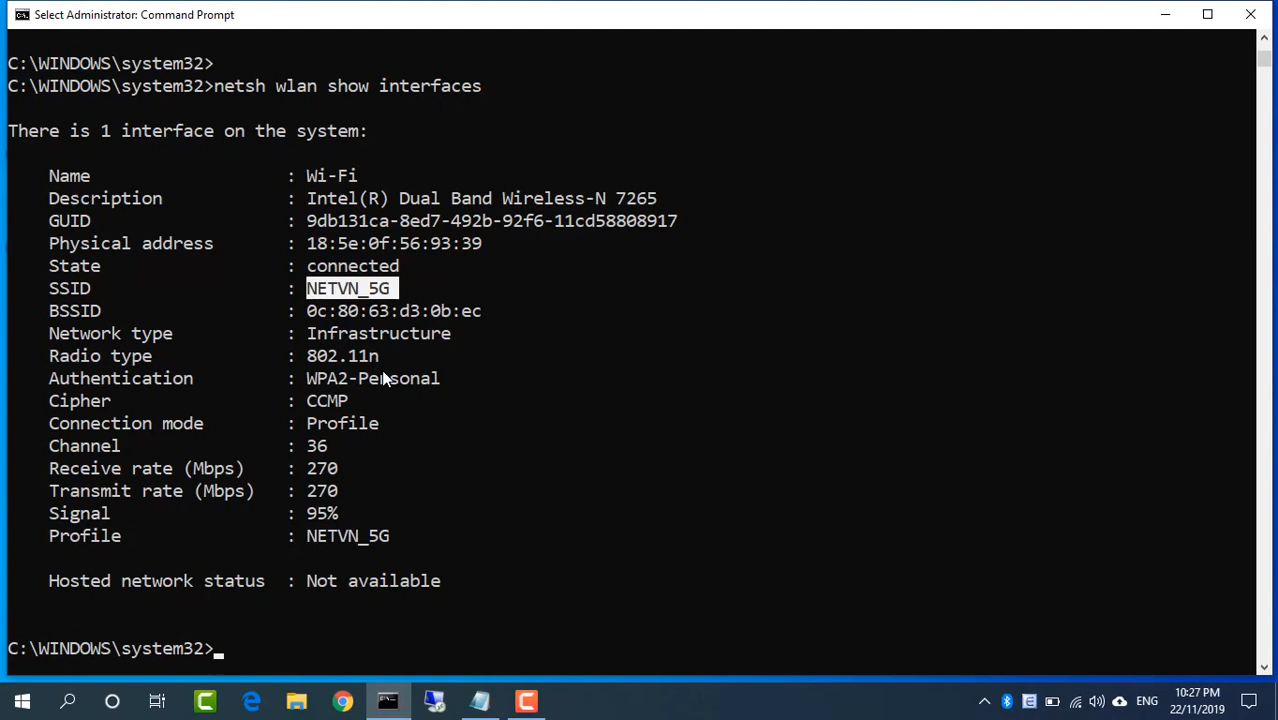 Select Administrator: Command Prompt
C:\WINDOWS\system32>
C:\WINDOWS\system32>netsh wlan show interfaces
There is 1 interface on the system:
Name : Wi-Fi
Description : Intel(R) Dual Band Wireless-N 7265
GUID : 9db131ca-8ed7-492b-92f6-11cd58808917
Physical address : 18:5e:0f:56:93:39
State : connected
SSID : NETVN_5G
BSSID : 0c:80:63:d3:0b:ec
Network type : Infrastructure
Radio type : 802.11n
Authentication : WPA2-Personal
Cipher : CCMP
Connection mode : Profile
Channel : 36
Receive rate (Mbps) : 270
Transmit rate (Mbps) : 270
Signal : 95%
Profile : NETVN_5G
Hosted network status : Not available
C:\WINDOWS\system32>
ENG
10:27 PM
22/11/2019